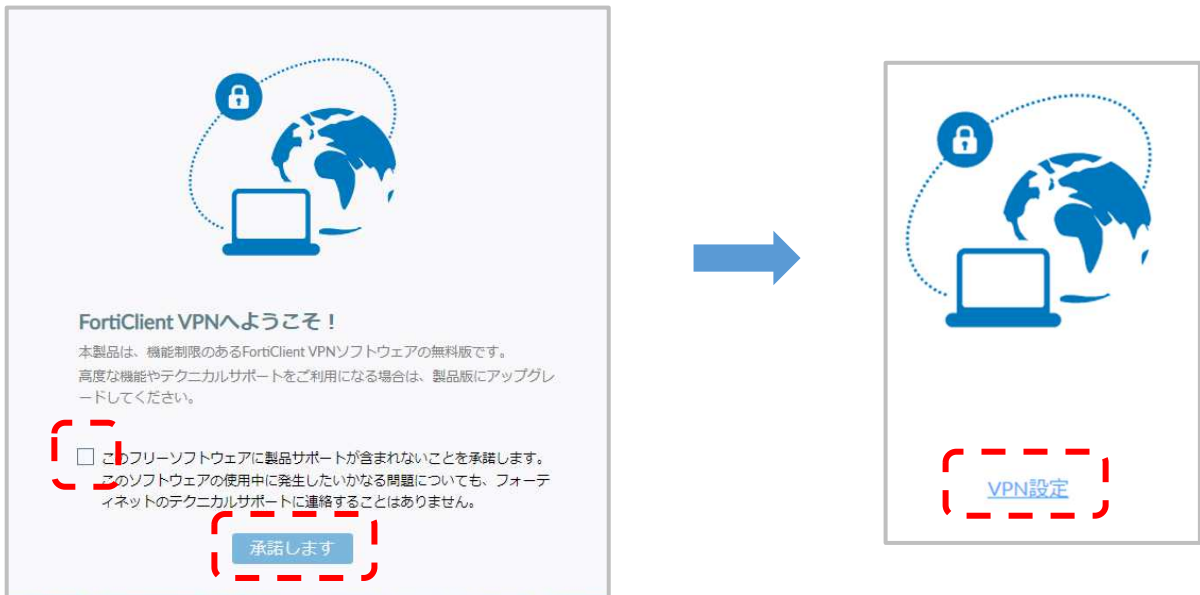 FortiClient VPNへようこそ！
本製品は、機能制限のあるFortiClient VPNソフトウェアの無料版です。
高度な機能やテクニカルサポートをご利用になる場合は、製品版にアップグレ
ードしてください。
このフリーソフトウェアに製品サポートが含まれないことを承諾します。
このソフトウェアの使用中に発生したいかなる問題についても、フォーテ
ィネットのテクニカルサポートに連絡することはありません。
承諾します
VPN設定